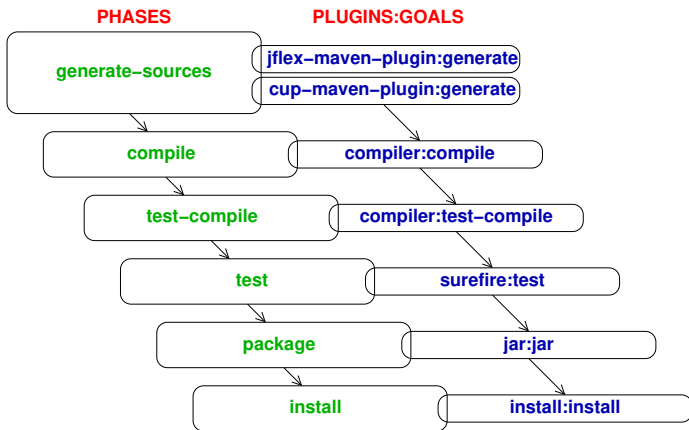 PHASES PLUGINS:GOALS
jflex-maven-plugin:generate
generate-sources
cup-maven-plugin:generate
compile compiler:compile
test-compile compiler:test-compile
test surefire:test
package jar:jar
install install:install